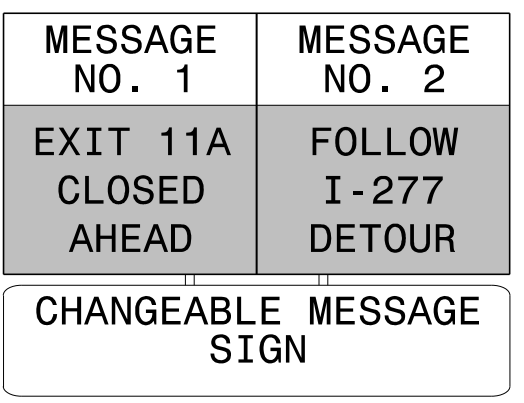 MESSAGE
NO. 1
EXIT 11A
CLOSED
AHEAD
MESSAGE
NO. 2
FOLLOW
I-277
DETOUR
CHANGEABLE MESSAGE
SIGN